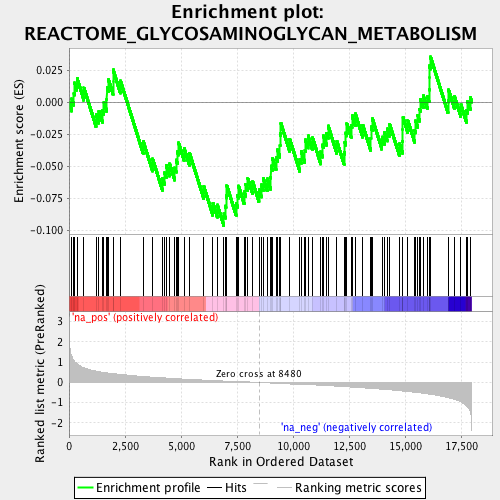 Enrichment plot:
REACTOME_GLYCOSAMINOGLYCAN_METABOLISM
Enrichment score (ES)
0.025
0.000
-0.025
-0.050
-0.075
-0.100
'na_pos' (positively correlated)
Ranked list metric (PreRanked)
3
2
1
0
-1
-2
Zero cross at 8480
'na_neg' (negatively correlated)
0
2,500
5,000
7,500
10,000
12,500
15,000
17,500
Rank in Ordered Dataset
Enrichment profile
Hits
Ranking metric scores